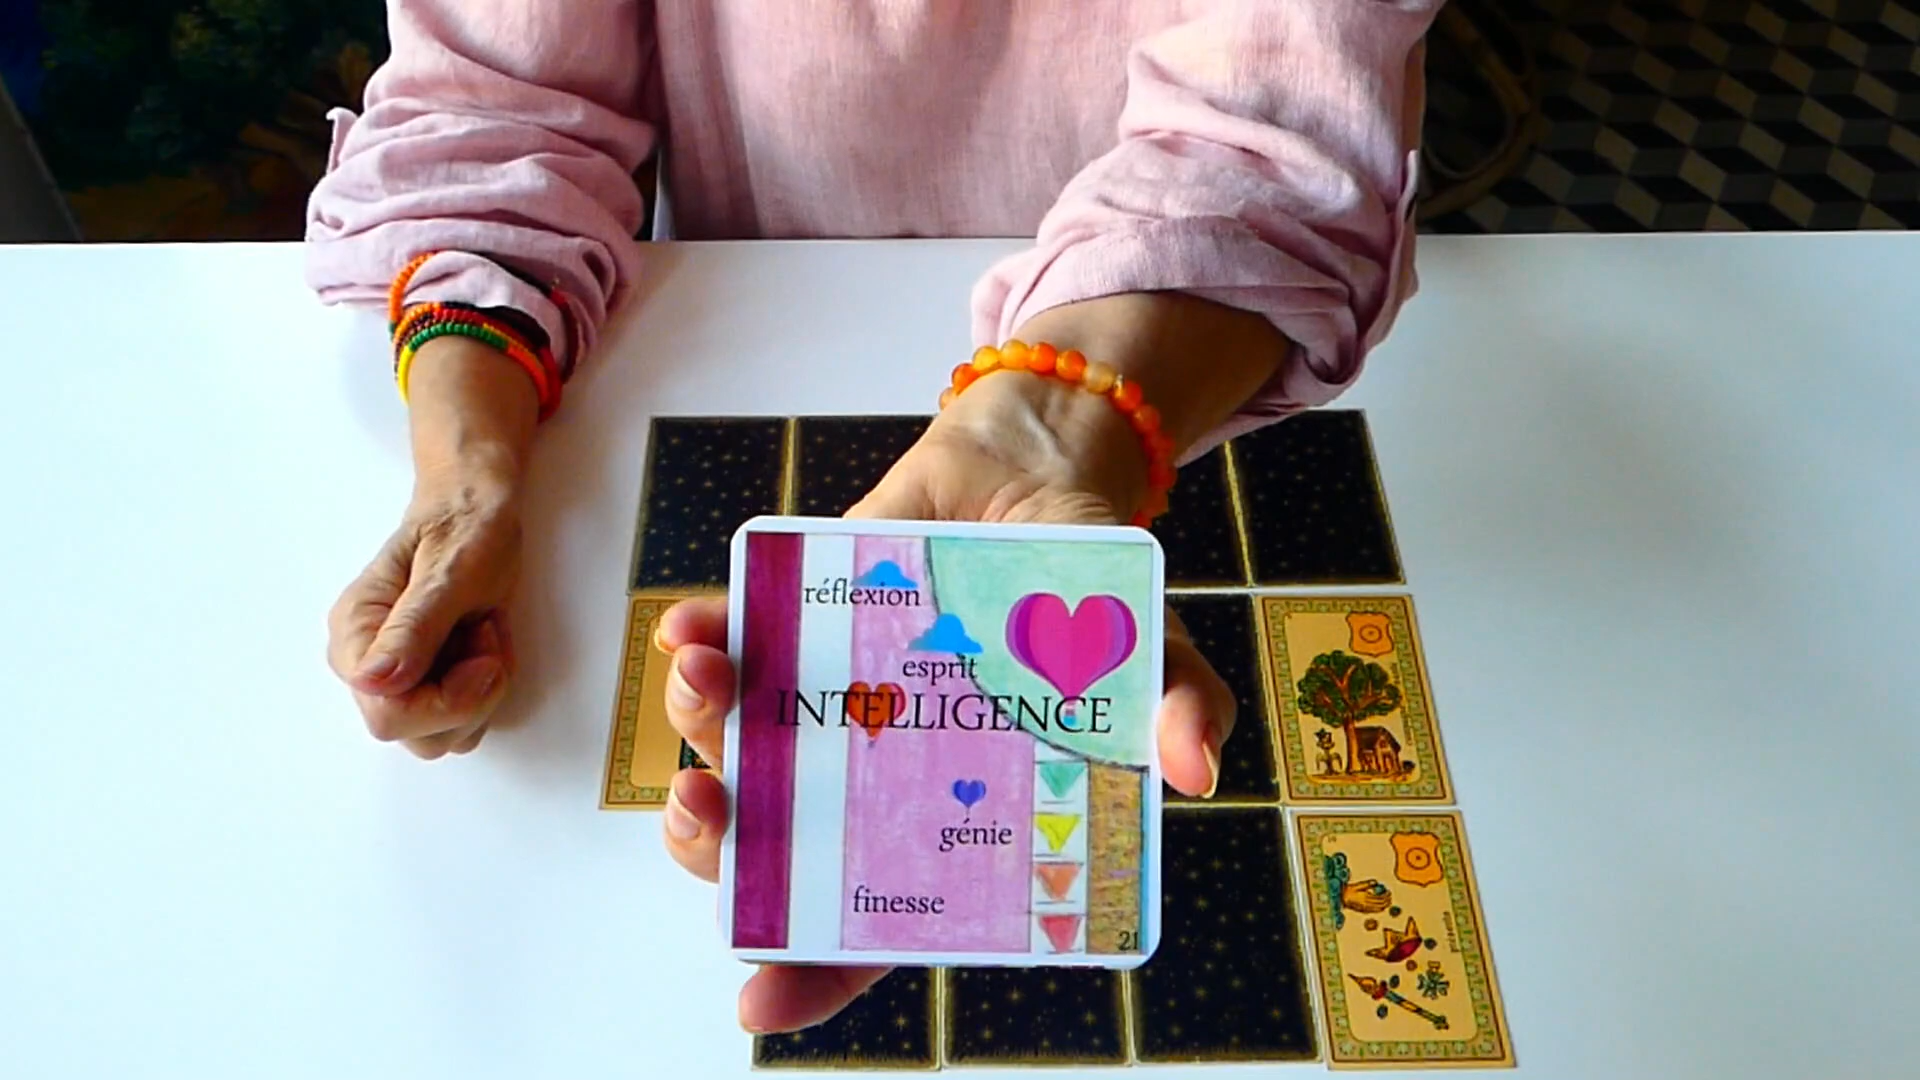 réflexion
esprit
INTELLIGENCE
génie
finesse
21